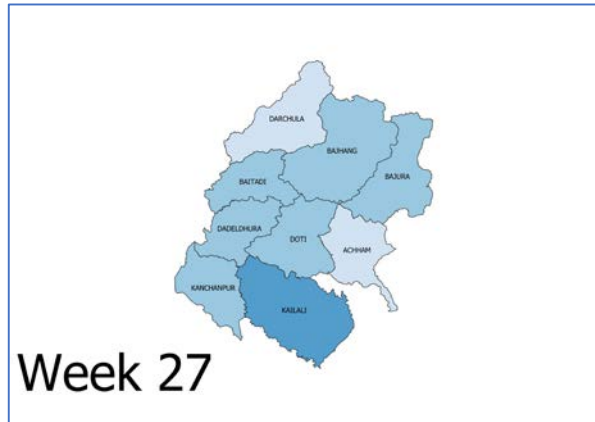 DARCHULA
BAJHANG
BAJURA
BAITADI
DADELDHURA
DOTI
ACHHAM
KANCHANPUR
KAILALI
Week 27